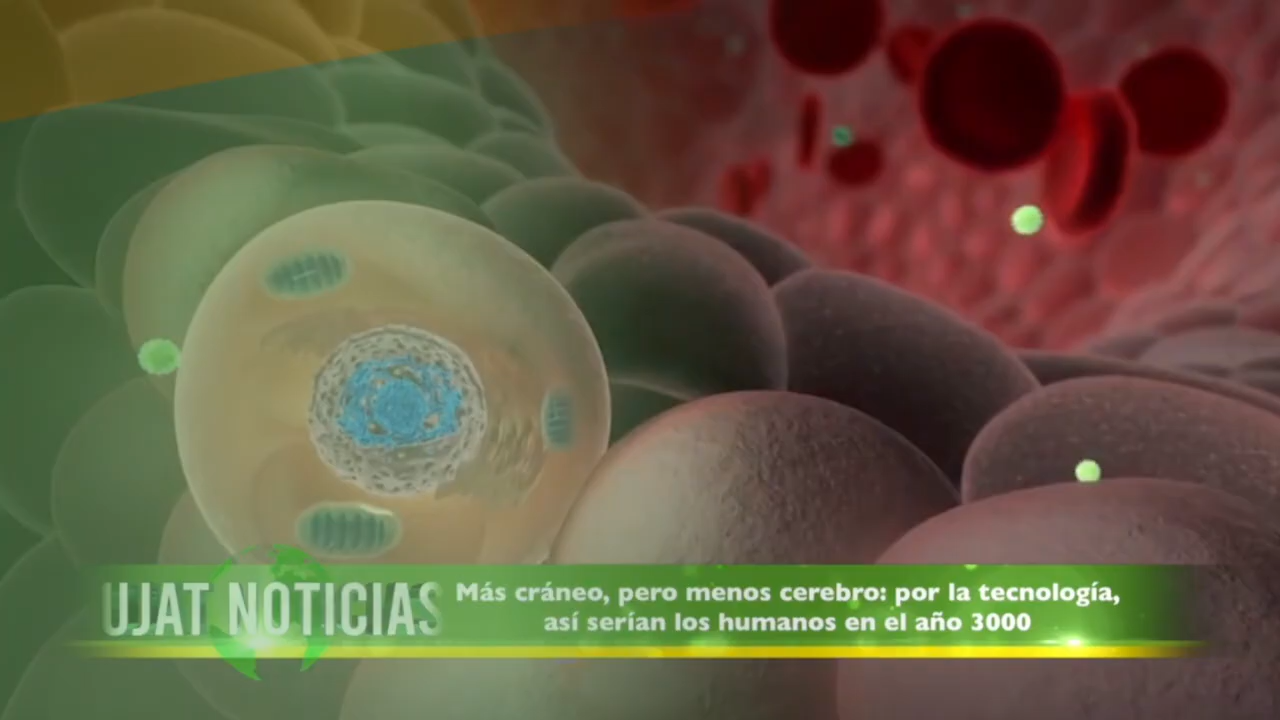 UJAT NOTICIAS
Más cráneo, pero menos cerebro: por la tecnología,
así serían los humanos en el año 3000